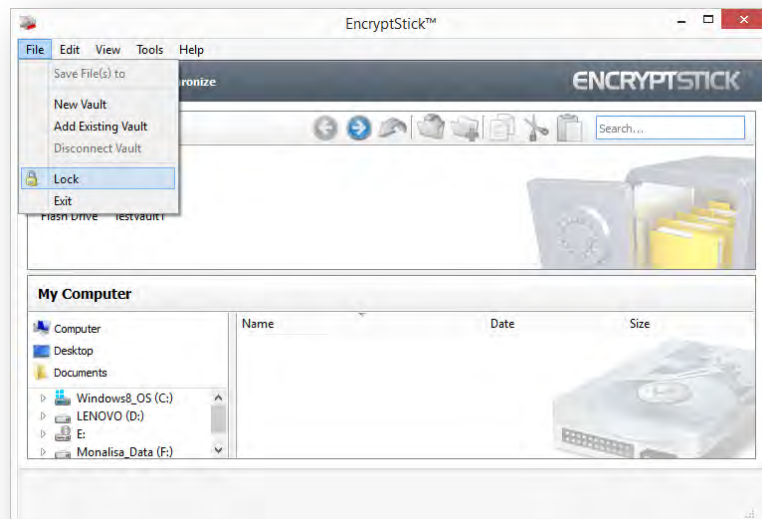 EncryptStick™
File Edit View Tools Help
Save File(s) to
ENCRYPTSTICK
New Vault
Add Existing Vault
Search...
Disconnect Vault
Lock
Exit
Flash Drive TestVault1
My Computer
Computer
Name Date Size
Desktop
Documents
Windows8_OS (C:)
LENOVO (D:)
E:
Monalisa_Data (F:)